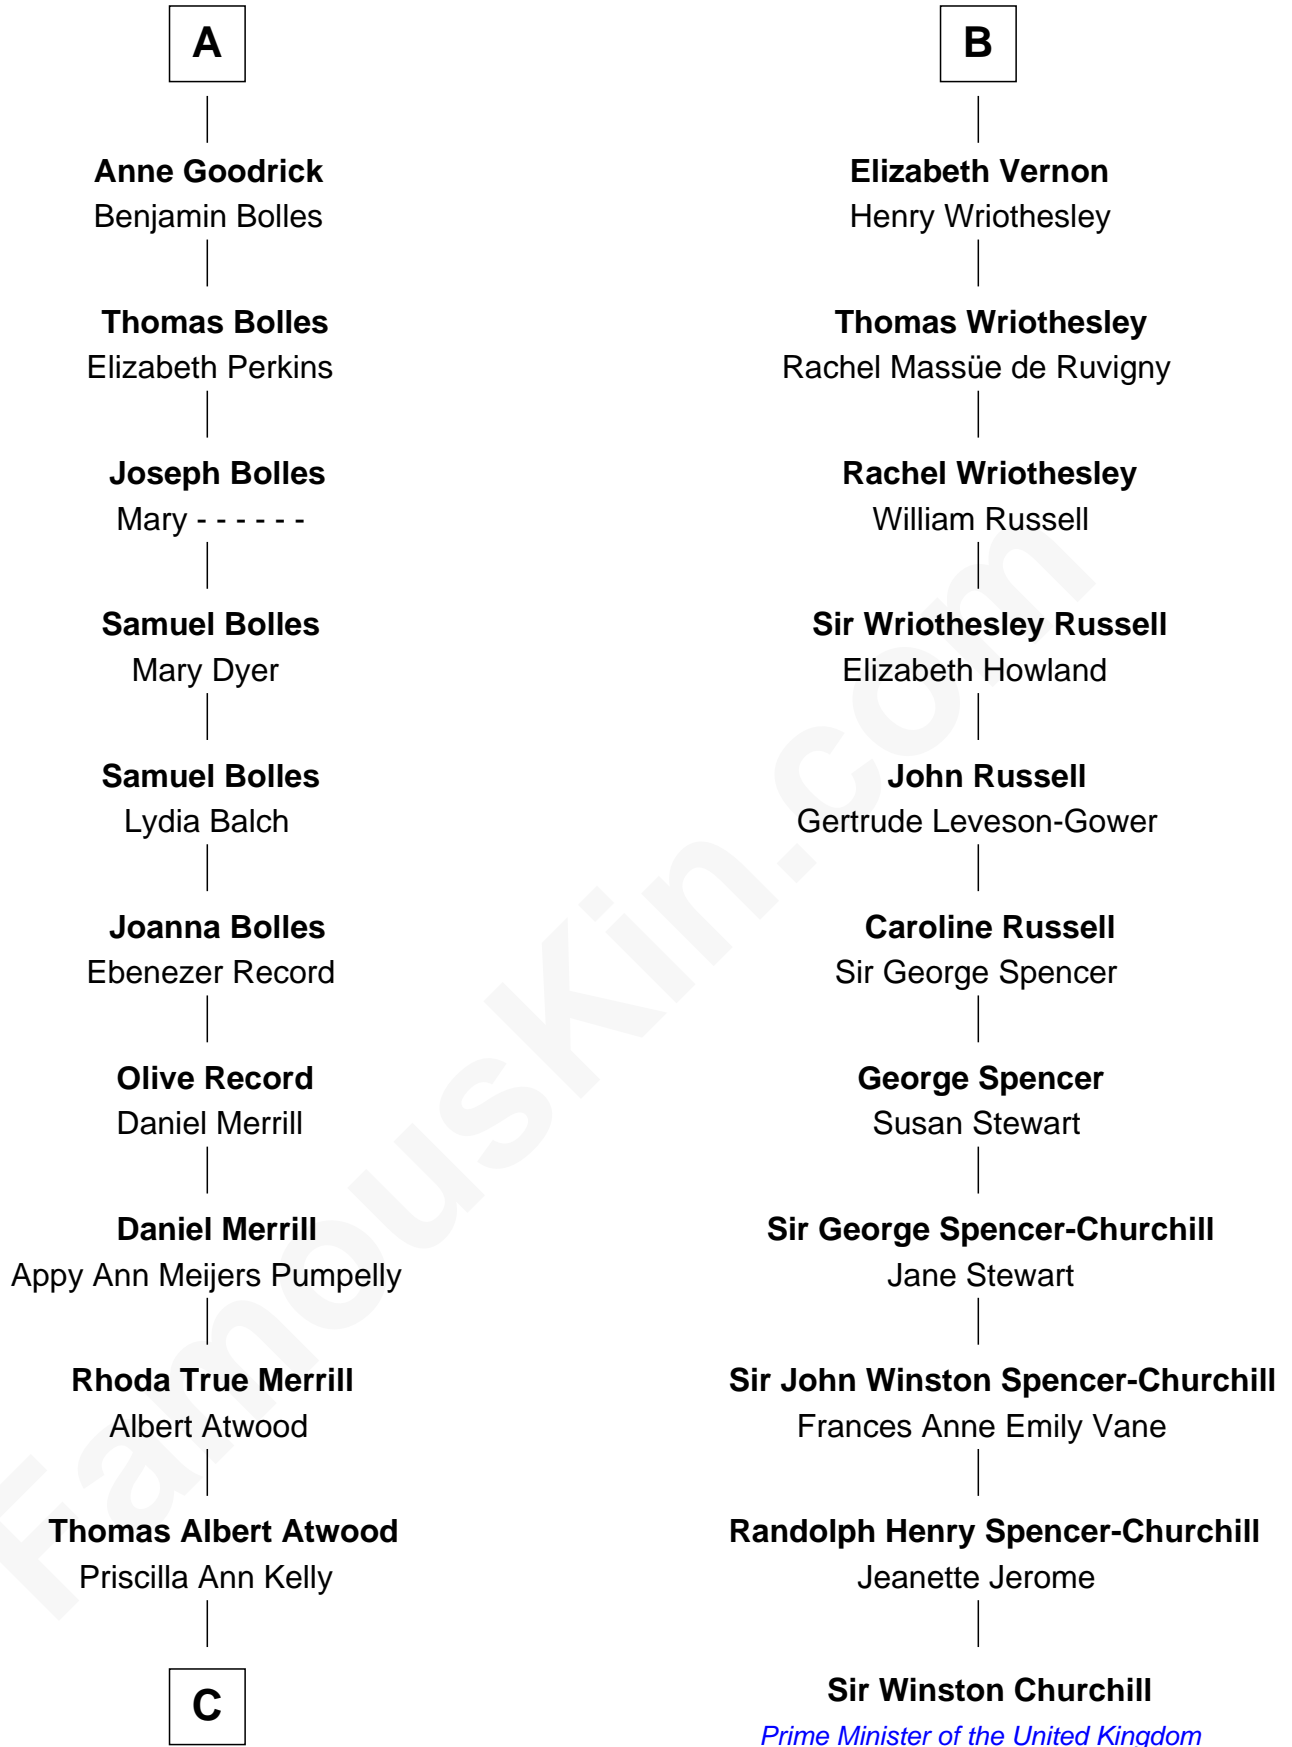 A
Anne Goodrick
Benjamin Bolles
Thomas Bolles
Elizabeth Perkins
Joseph Bolles
Mary - - - - - -
Samuel Bolles
Mary Dyer
Samuel Bolles
Lydia Balch
Joanna Bolles
Ebenezer Record
Olive Record
Daniel Merrill
Daniel Merrill
Appy Ann Meijers Pumpelly
Rhoda True Merrill
Albert Atwood
Thomas Albert Atwood
Priscilla Ann Kelly
C
B
Elizabeth Vernon
Henry Wriothesley
Thomas Wriothesley
Rachel Massüe de Ruvigny
Rachel Wriothesley
William Russell
Sir Wriothesley Russell
Elizabeth Howland
John Russell
Gertrude Leveson-Gower
Caroline Russell
Sir George Spencer
George Spencer
Susan Stewart
Sir George Spencer-Churchill
Jane Stewart
Sir John Winston Spencer-Churchill
Frances Anne Emily Vane
Randolph Henry Spencer-Churchill
Jeanette Jerome
Sir Winston Churchill
Prime Minister of the United Kingdom
FamousKin.com